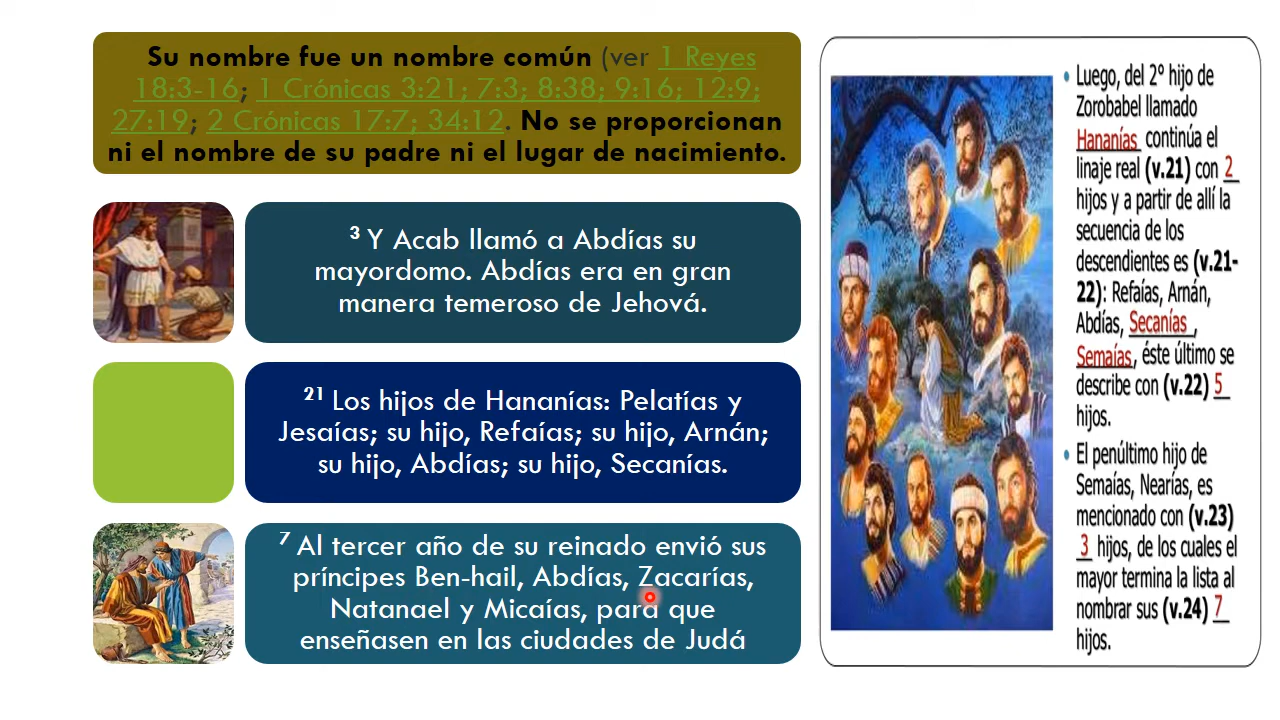 Su nombre fue un nombre común (ver 1 Reyes
18:3-16; 1 Crónicas 3:21; 7:3; 8:38; 9:16; 12:9;
27:19; 2 Crónicas 17:7; 34:12. No se proporcionan
ni el nombre de su padre ni el lugar de nacimiento.
3 Y Acab llamó a Abdías su
mayordomo. Abdías era en gran
manera temeroso de Jehová.
21 Los hijos de Hananías: Pelatías y
Jesaías; su hijo, Refaías; su hijo, Arnán;
su hijo, Abdías; su hijo, Secanías.
7 Al tercer año de su reinado envió sus
príncipes Ben-hail, Abdías, Zacarías,
Natanael y Micaías, para que
enseñasen en las ciudades de Judá
• Luego, del 2º hijo de
Zorobabel llamado
Hananías continúa el
linaje real (v.21) con 2
hijos y a partir de allí la
secuencia de los
descendientes es (v.21-
22): Refaías, Arnán,
Abdías, Secanías,
Semaías, éste último se
describe con (v.22) 5
hijos.
• El penúltimo hijo de
Semaías, Nearías, es
mencionado con (v.23)
3 hijos, de los cuales el
mayor termina la lista al
nombrar sus (v.24) 7
hijos.